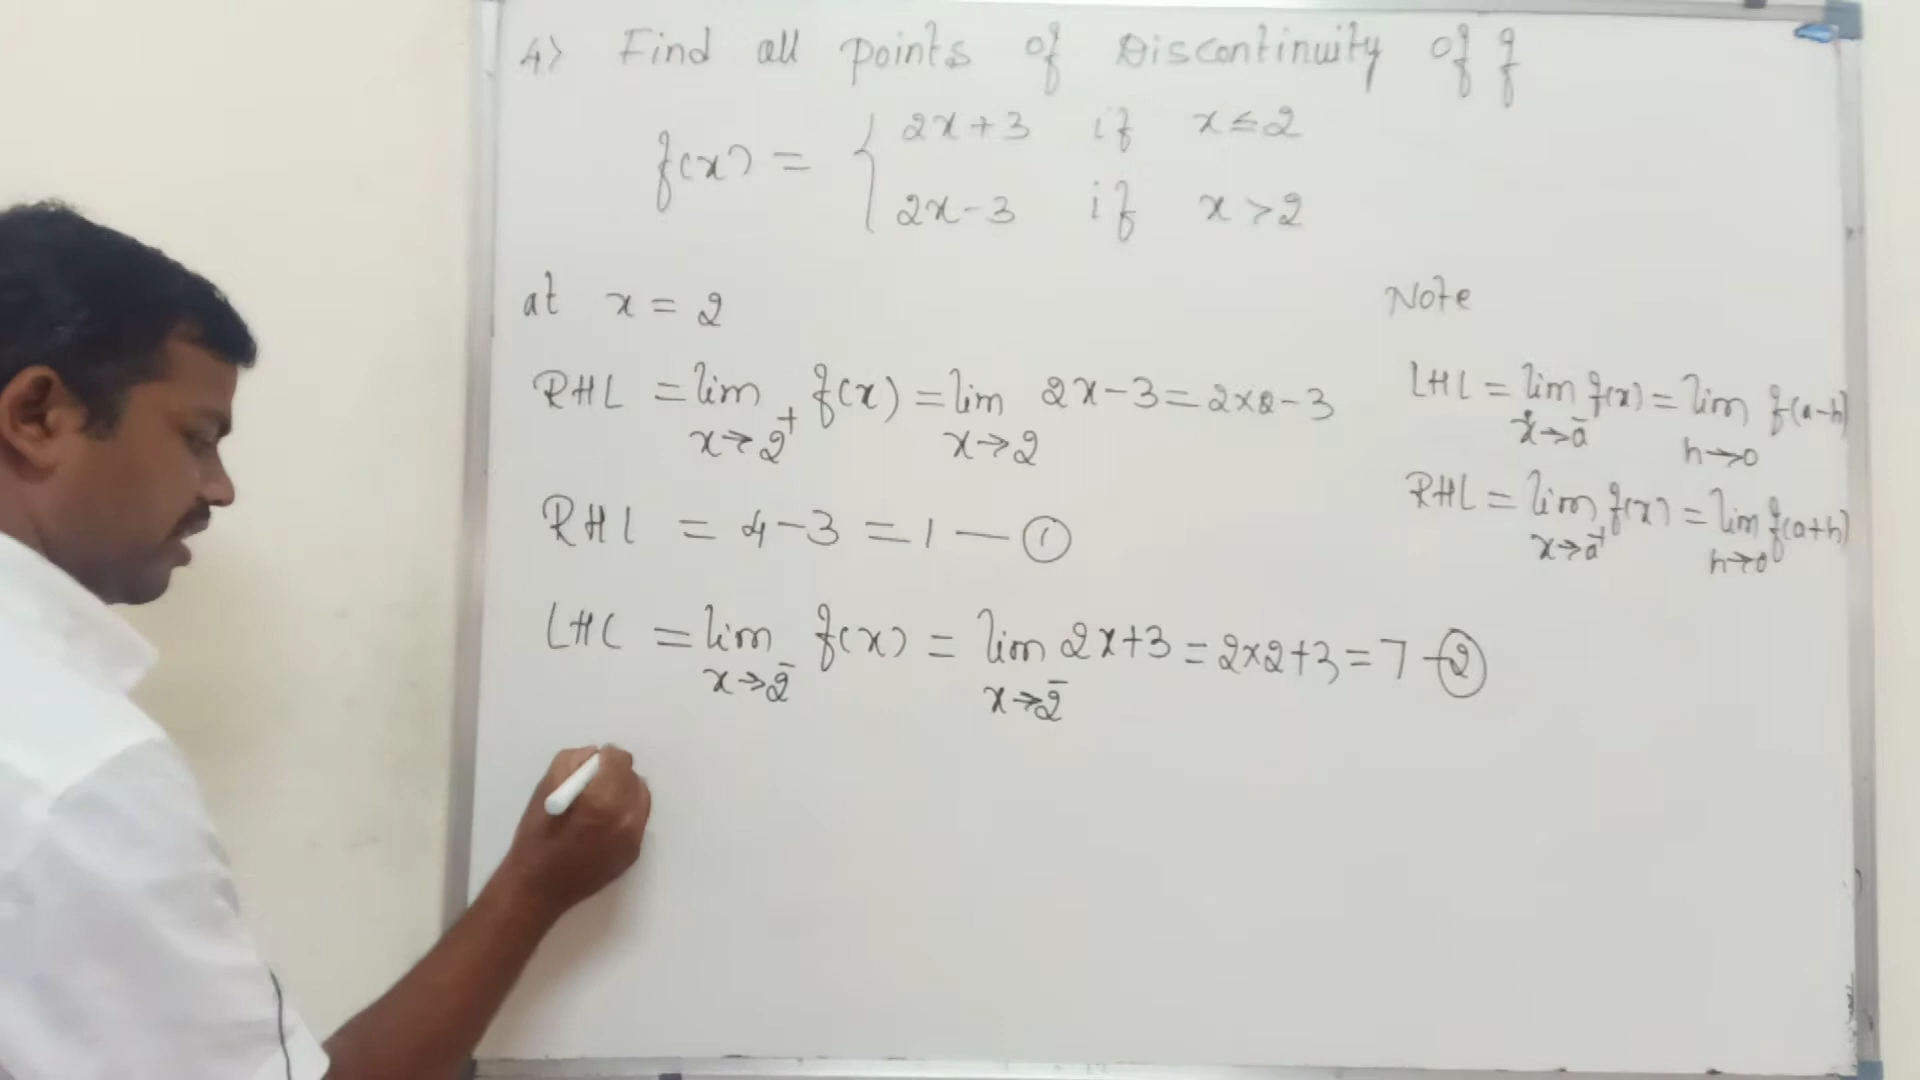 4) Find all points of Discontinuity of f
f(x) = { 2x+3 if x≤2
2x-3 if x>2
at x = 2
RHL = lim x→2⁺ f(x) = lim x→2 2x-3 = 2×2-3
RHL = 4-3 = 1 — ①
LHL = lim x→2⁻ f(x) = lim x→2⁻ 2x+3 = 2×2+3 = 7 - ②
Note
LHL = lim x→a⁻ f(x) = lim h→0 f(a-h)
RHL = lim x→a⁺ f(x) = lim h→0 f(a+h)